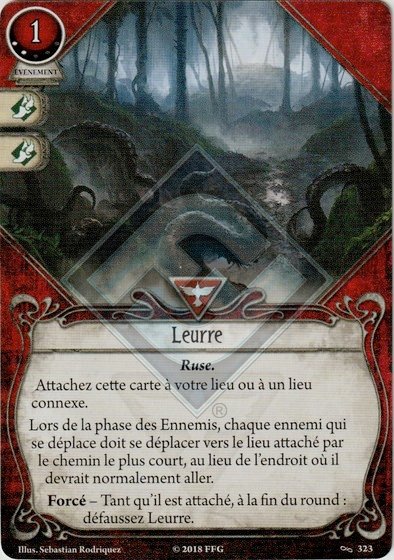 1
ÉVÉNEMENT
Leurre
Ruse.
Attachez cette carte à votre lieu ou à un lieu
connexe.
Lors de la phase des Ennemis, chaque ennemi qui
se déplace doit se déplacer vers le lieu attaché par
le chemin le plus court, au lieu de l'endroit où il
devrait normalement aller.
Forcé – Tant qu'il est attaché, à la fin du round :
défaussez Leurre.
®
Illus. Sebastian Rodriquez © 2018 FFG 323